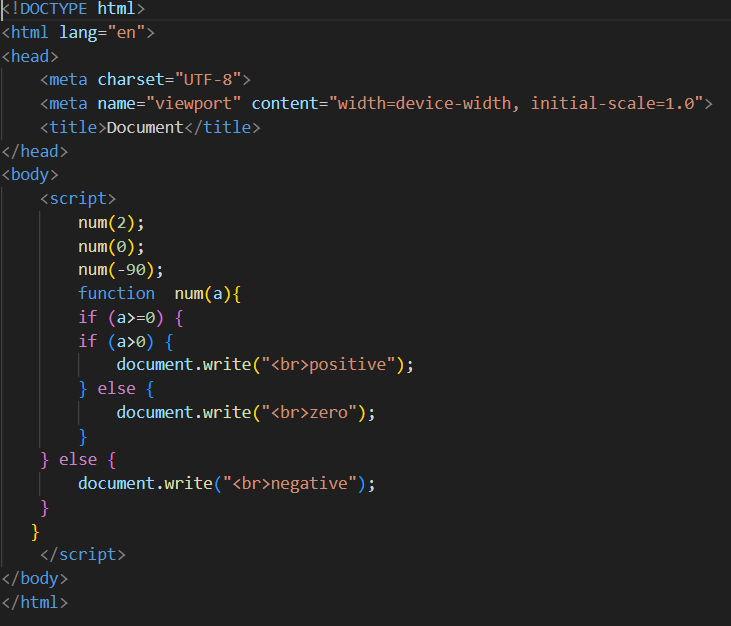 <!DOCTYPE html>
<html lang="en">
<head>
    <meta charset="UTF-8">
    <meta name="viewport" content="width=device-width, initial-scale=1.0">
    <title>Document</title>
</head>
<body>
    <script>
        num(2);
        num(0);
        num(-90);
        function  num(a){
        if (a>=0) {
        if (a>0) {
            document.write("<br>positive");
        } else {
            document.write("<br>zero");
        }
    } else {
        document.write("<br>negative");
    }
   }
    </script>
</body>
</html>